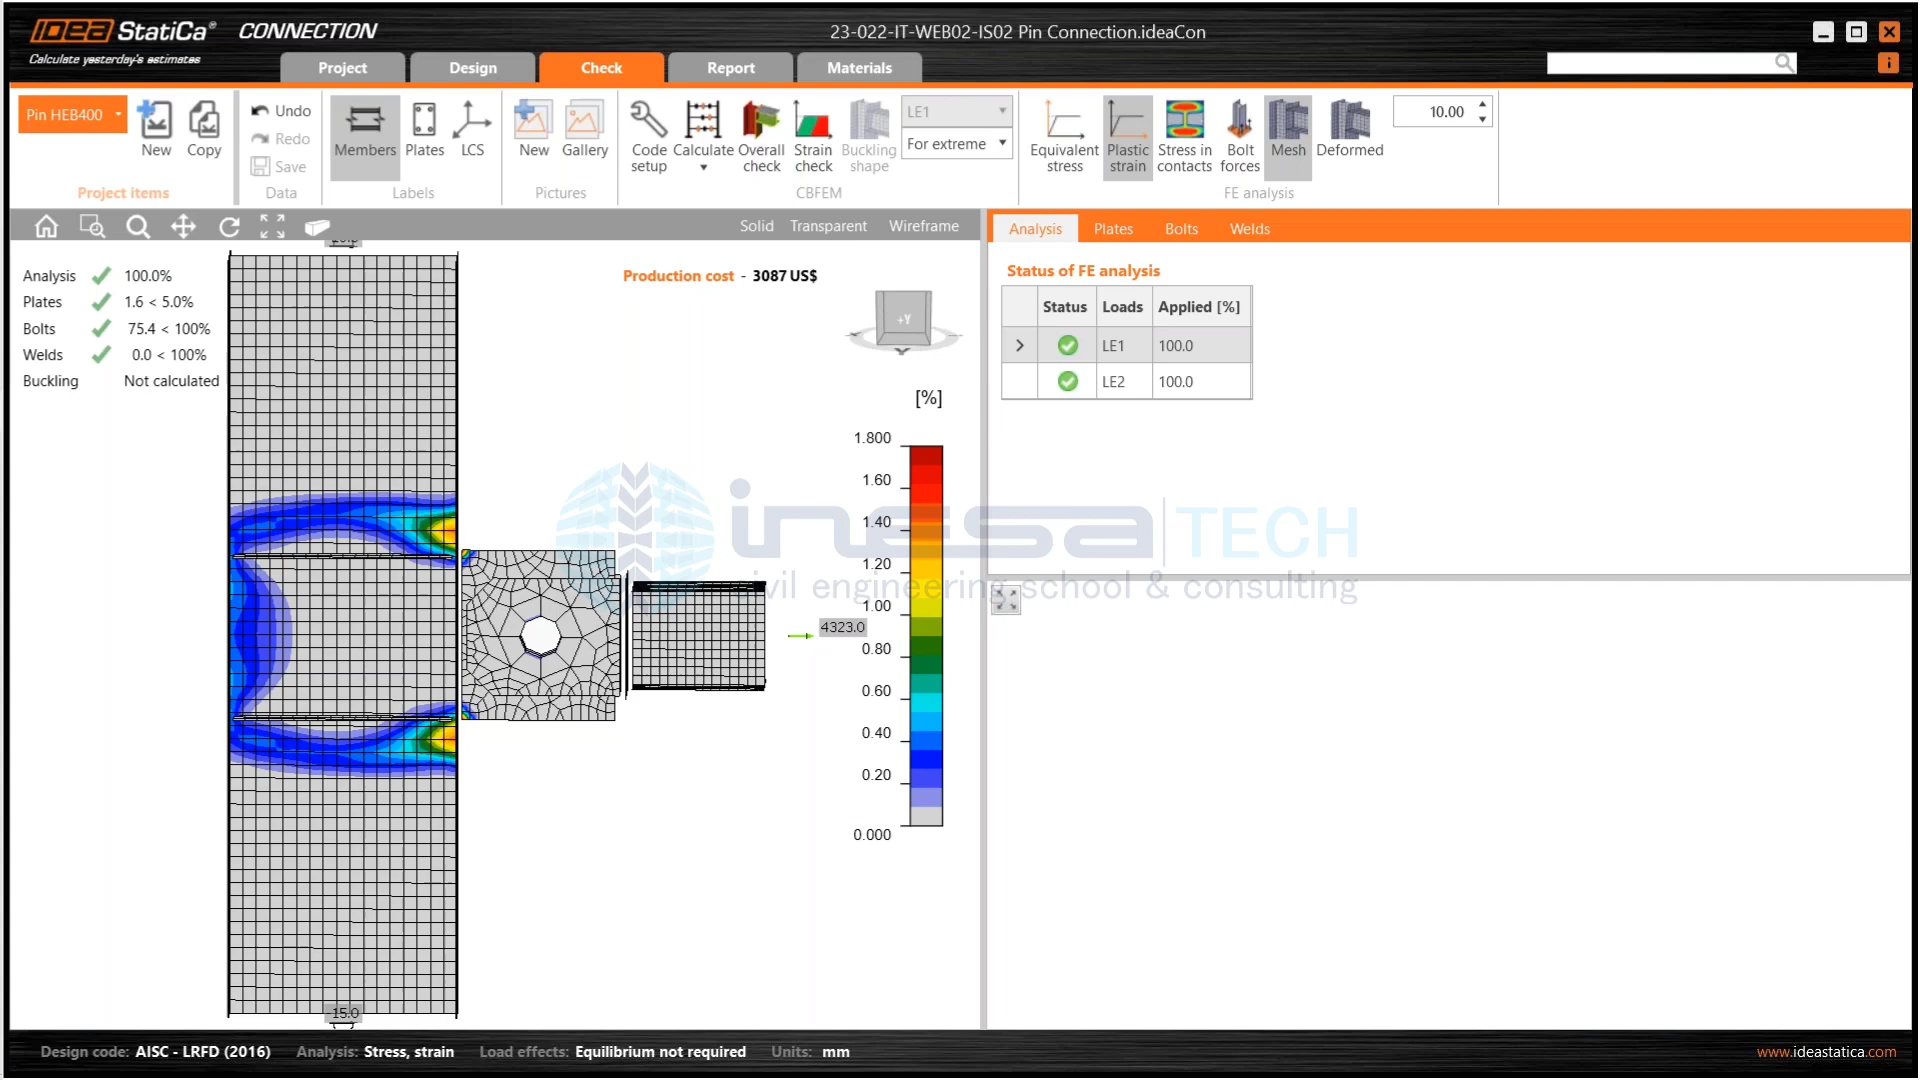 IDEA StatiCa® CONNECTION
Calculate yesterday's estimates
23-022-IT-WEB02-IS02 Pin Connection.ideaCon
Project Design Check Report Materials
Pin HEB400
New Copy
Project items
Undo
Redo
Save
Data
Members Plates LCS
Labels
New Gallery
Pictures
Code setup
Calculate
Overall check
Strain check
Buckling shape
LE1
For extreme
CBFEM
Equivalent stress
Plastic strain
Stress in contacts
Bolt forces
Mesh
Deformed
10.00
FE analysis
Solid Transparent Wireframe
Analysis 100.0%
Plates 1.6 < 5.0%
Bolts 75.4 < 100%
Welds 0.0 < 100%
Buckling Not calculated
Production cost - 3087 US$
+Y
[%]
1.800
1.60
1.40
1.20
1.00
0.80
0.60
0.40
0.20
0.000
4323.0
15.0
inesa TECH
civil engineering school & consulting
Analysis Plates Bolts Welds
Status of FE analysis
Status Loads Applied [%]
LE1 100.0
LE2 100.0
Design code: AISC - LRFD (2016) Analysis: Stress, strain Load effects: Equilibrium not required Units: mm
www.ideastatica.com